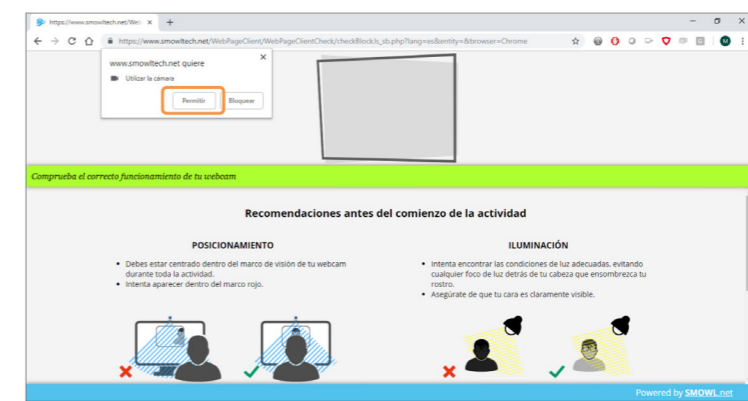 https://www.smowltech.net/Web
https://www.smowltech.net/WebPageClient/WebPageClientCheck/checkBlockJs_sb.php?lang=es&entity=&browser=Chrome
www.smowltech.net quiere
Utilizar la cámara
Permitir
Bloquear
Comprueba el correcto funcionamiento de tu webcam
Recomendaciones antes del comienzo de la actividad
POSICIONAMIENTO
• Debes estar centrado dentro del marco de visión de tu webcam
durante toda la actividad.
• Intenta aparecer dentro del marco rojo.
ILUMINACIÓN
• Intenta encontrar las condiciones de luz adecuadas, evitando
cualquier foco de luz detrás de tu cabeza que ensombrezca tu
rostro.
• Asegúrate de que tu cara es claramente visible.
Powered by SMOWL.net